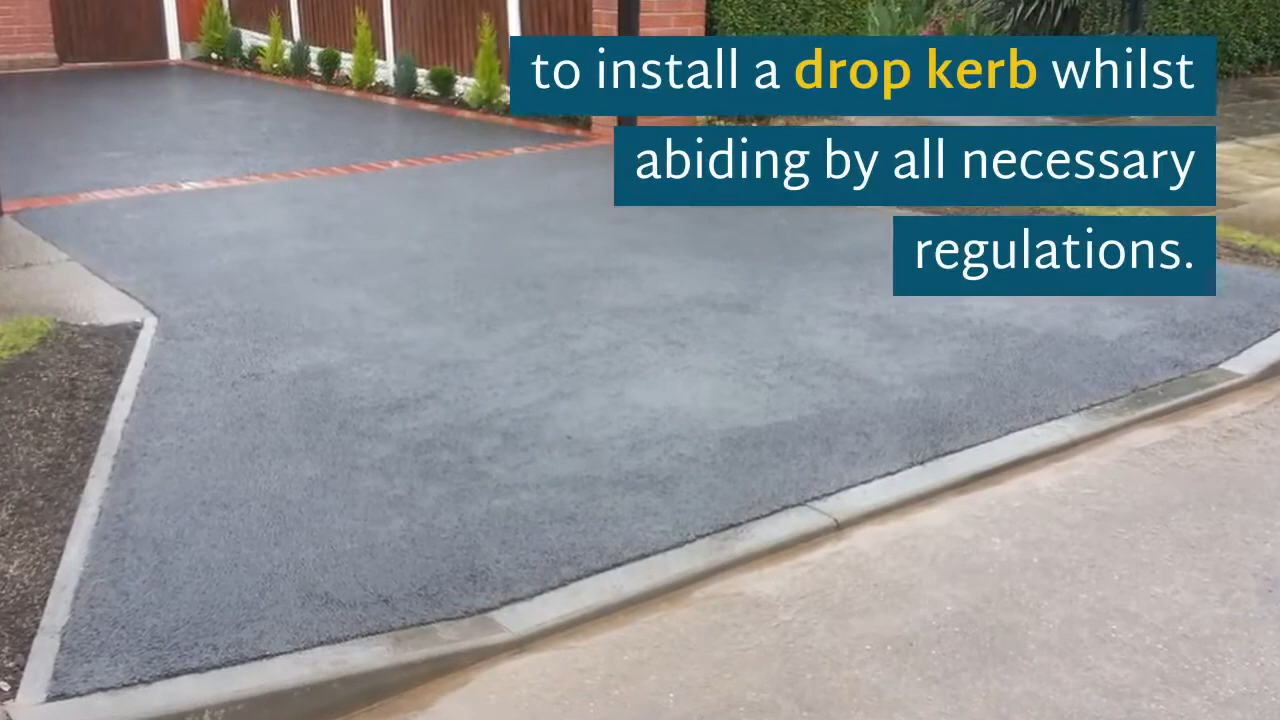 to install a drop kerb whilst
abiding by all necessary
regulations.